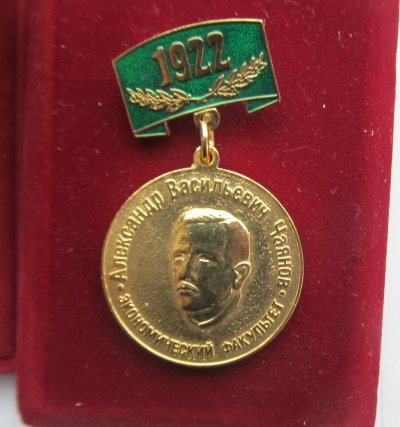 1922
Александр Васильевич Чаянов
ЭКОНОМИЧЕСКИЙ ФАКУЛЬТЕТ